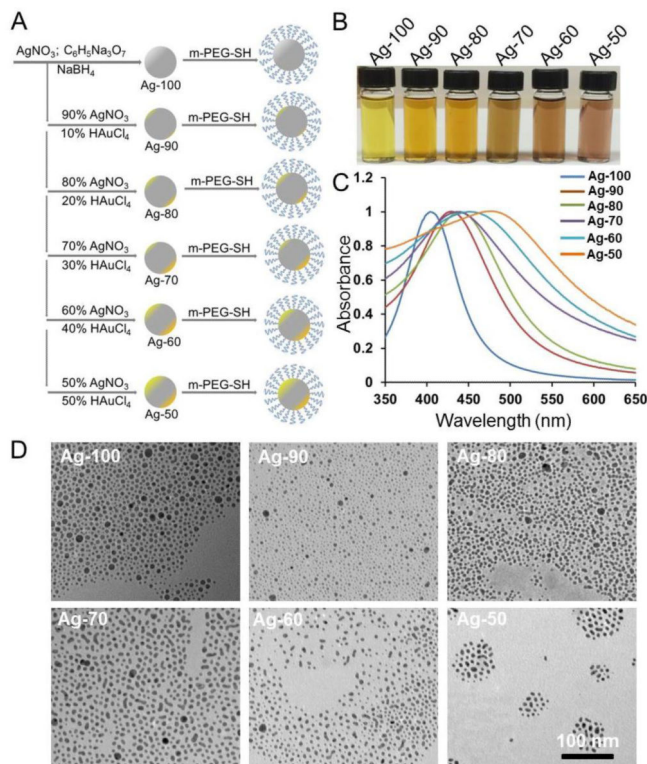 A
AgNO3; C6H5Na3O7
m-PEG-SH
NaBH4
Ag-100
90% AgNO3
m-PEG-SH
10% HAuCl4
Ag-90
80% AgNO3
m-PEG-SH
20% HAuCl4
Ag-80
70% AgNO3
m-PEG-SH
30% HAuCl4
Ag-70
60% AgNO3
m-PEG-SH
40% HAuCl4
Ag-60
50% AgNO3
m-PEG-SH
50% HAuCl4
Ag-50
B
Ag-100
Ag-90
Ag-80
Ag-70
Ag-60
Ag-50
C
Ag-100
Ag-90
Ag-80
Ag-70
Ag-60
Ag-50
1
0.8
0.6
0.4
0.2
0
Absorbance
350 400 450 500 550 600 650
Wavelength (nm)
D
Ag-100
Ag-90
Ag-80
Ag-70
Ag-60
Ag-50
100 nm